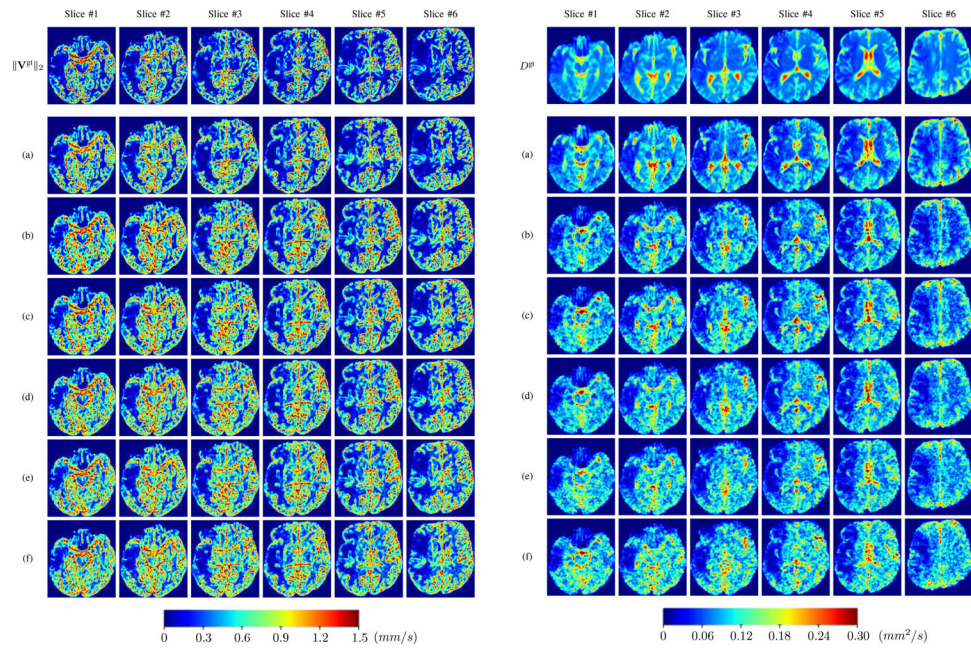 Slice #1 Slice #2 Slice #3 Slice #4 Slice #5 Slice #6
‖V^gt‖₂
(a)
(b)
(c)
(d)
(e)
(f)
0 0.3 0.6 0.9 1.2 1.5 (mm/s)
Slice #1 Slice #2 Slice #3 Slice #4 Slice #5 Slice #6
D^gt
(a)
(b)
(c)
(d)
(e)
(f)
0 0.06 0.12 0.18 0.24 0.30 (mm²/s)